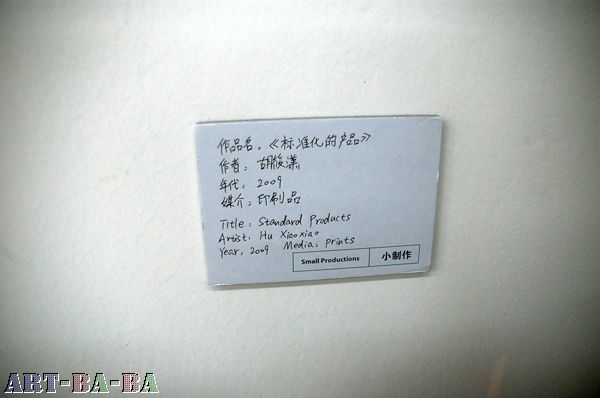 作品名:《标准化的产品》
作者: 胡筱潇
年代: 2009
媒介: 印刷品
Title: Standard Products
Artist: Hu Xiaoxiao
Year: 2009 Media: prints
Small Productions 小制作
ART-BA-BA